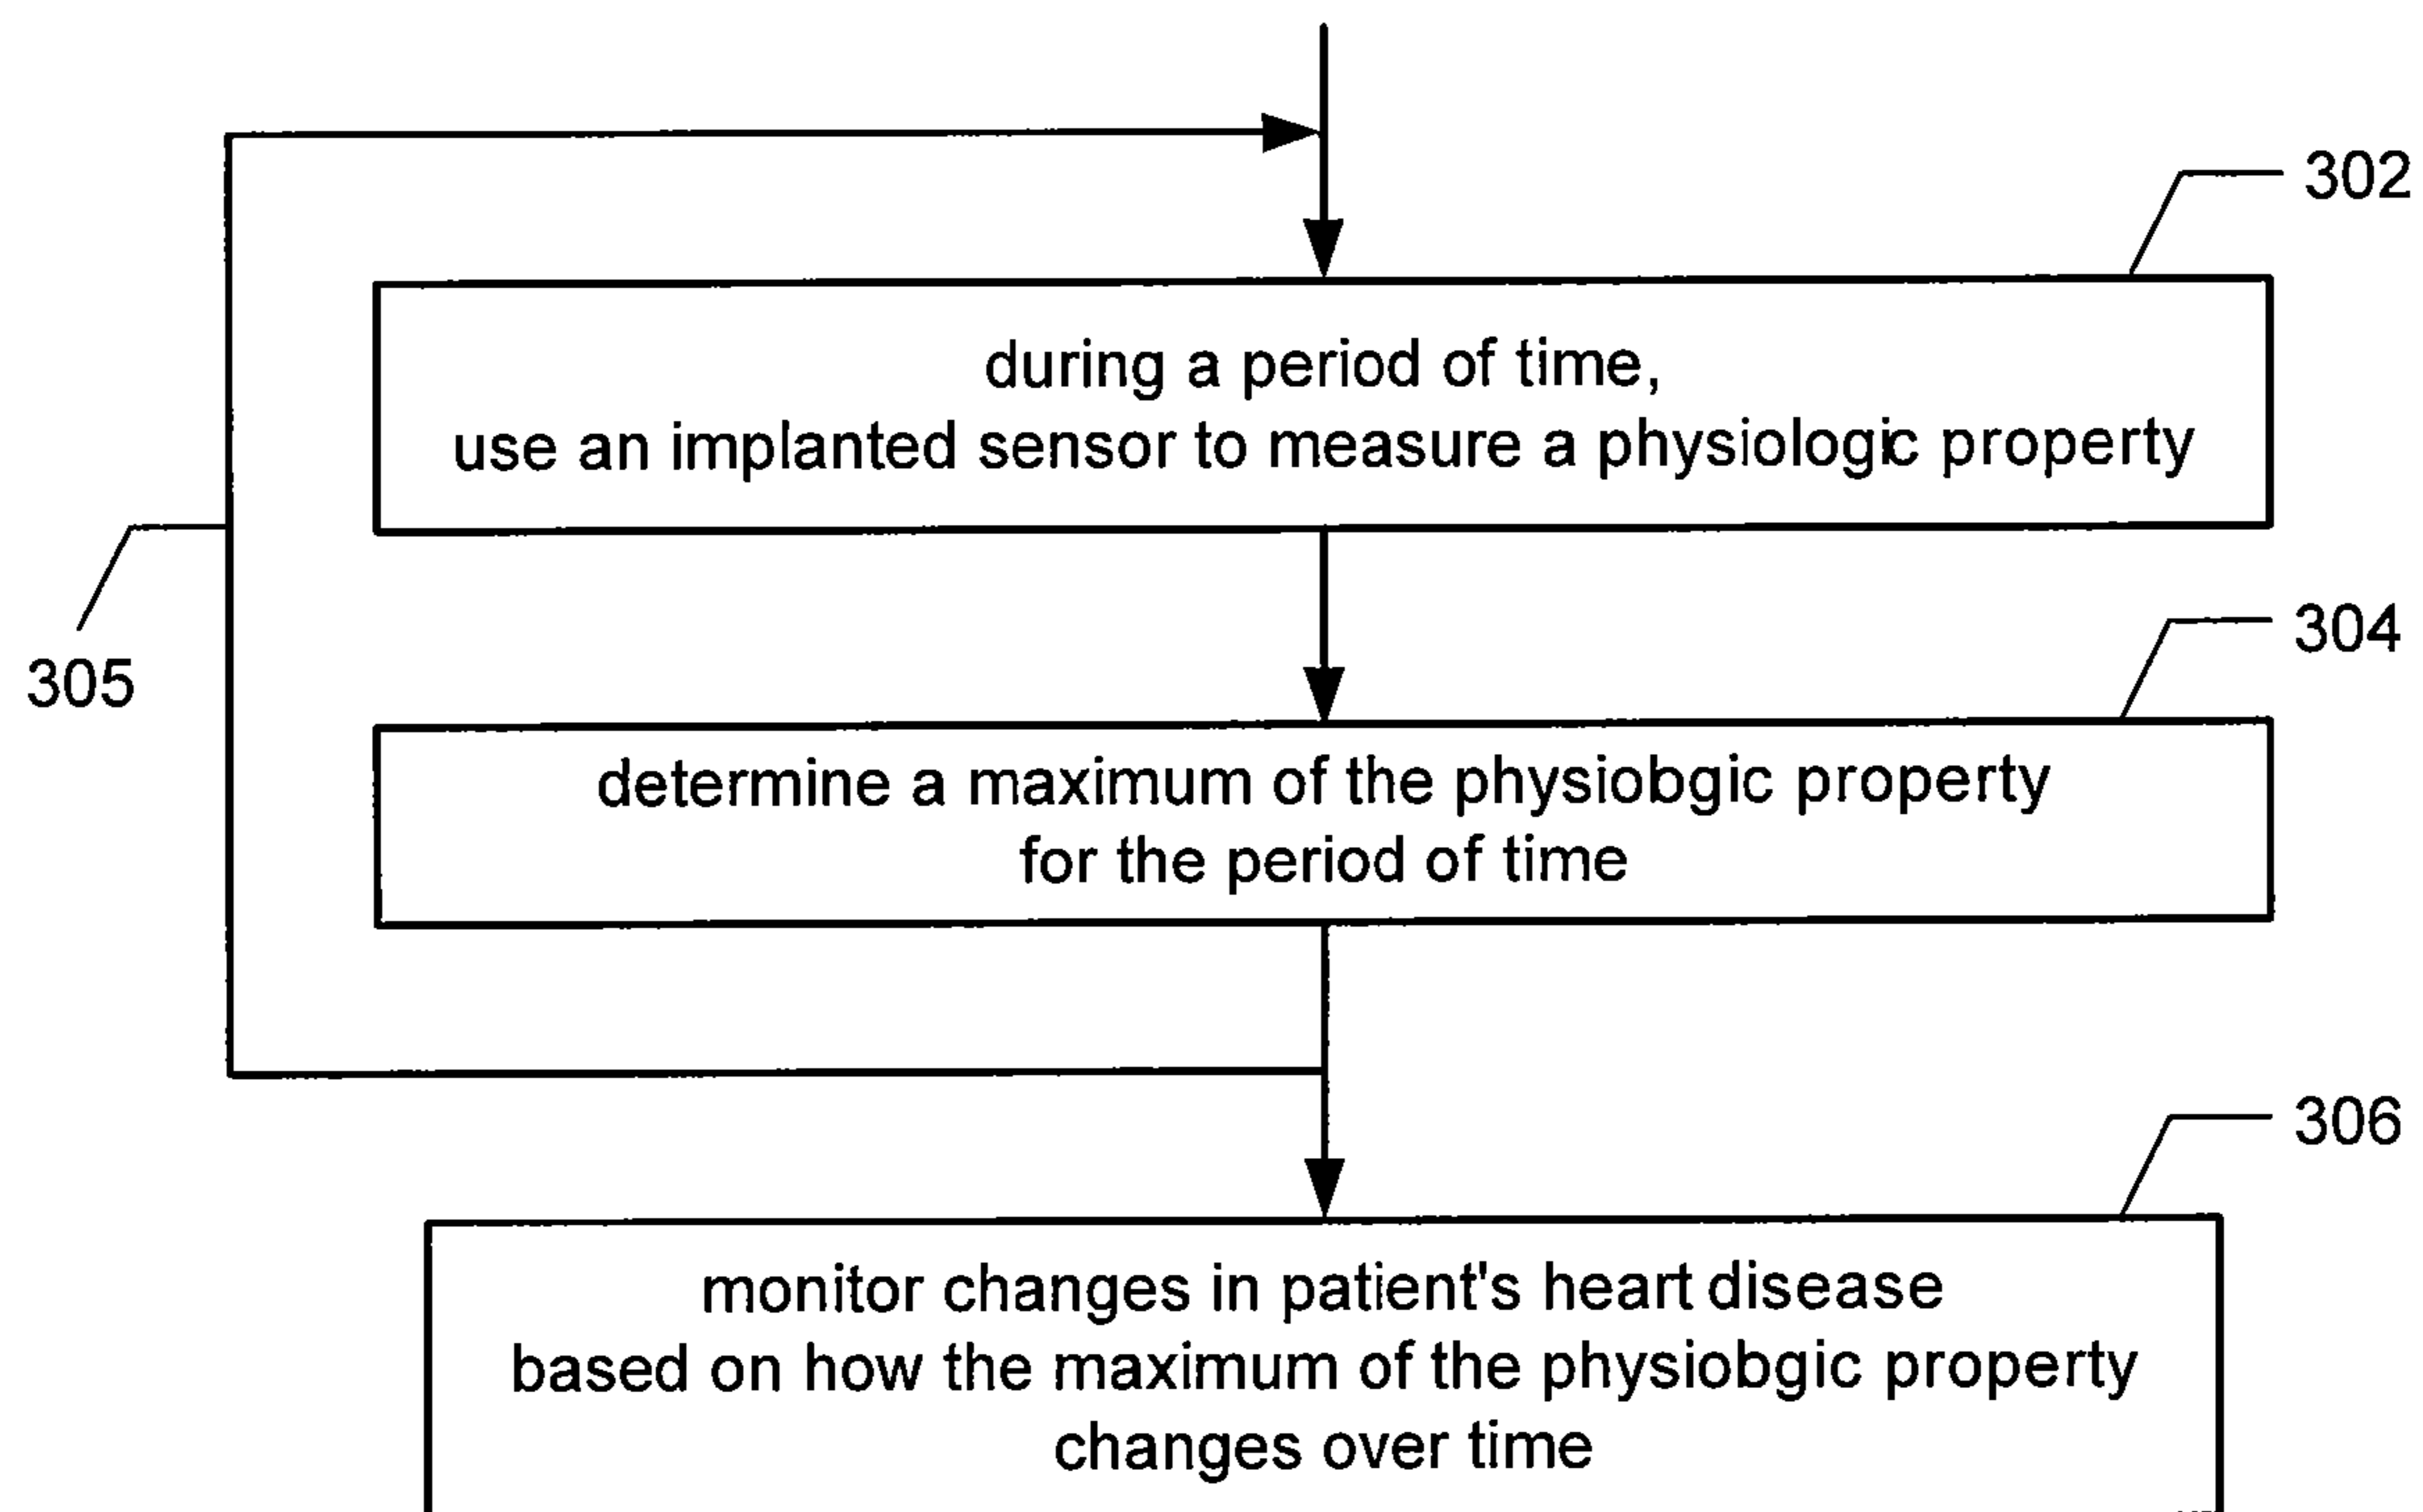 302
during a period of time,
use an implanted sensor to measure a physiologic property
305
304
determine a maximum of the physiobgic property
for the period of time
306
monitor changes in patient's heart disease
based on how the maximum of the physiobgic property
changes over time